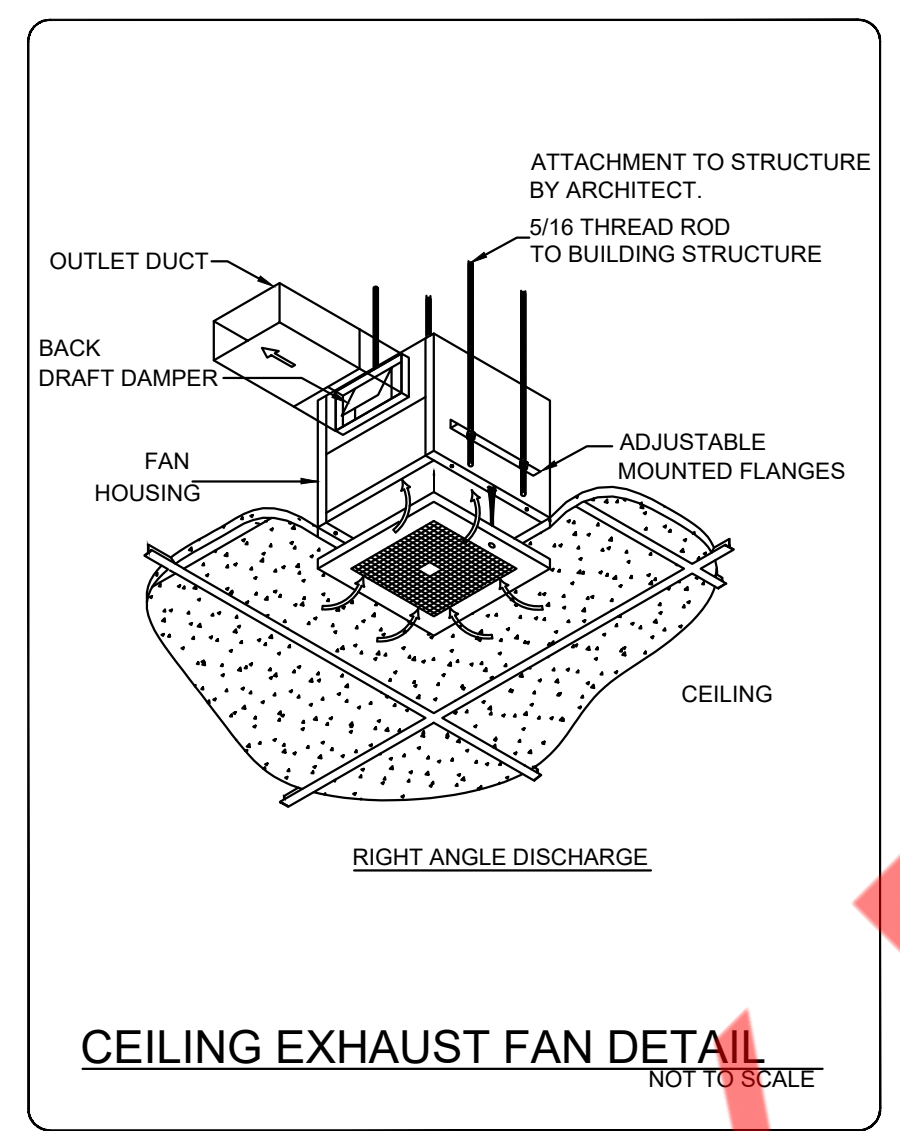 ATTACHMENT TO STRUCTURE
BY ARCHITECT.
5/16 THREAD ROD
TO BUILDING STRUCTURE
OUTLET DUCT
BACK
DRAFT DAMPER
ADJUSTABLE
MOUNTED FLANGES
FAN
HOUSING
CEILING
RIGHT ANGLE DISCHARGE
CEILING EXHAUST FAN DETAIL
NOT TO SCALE